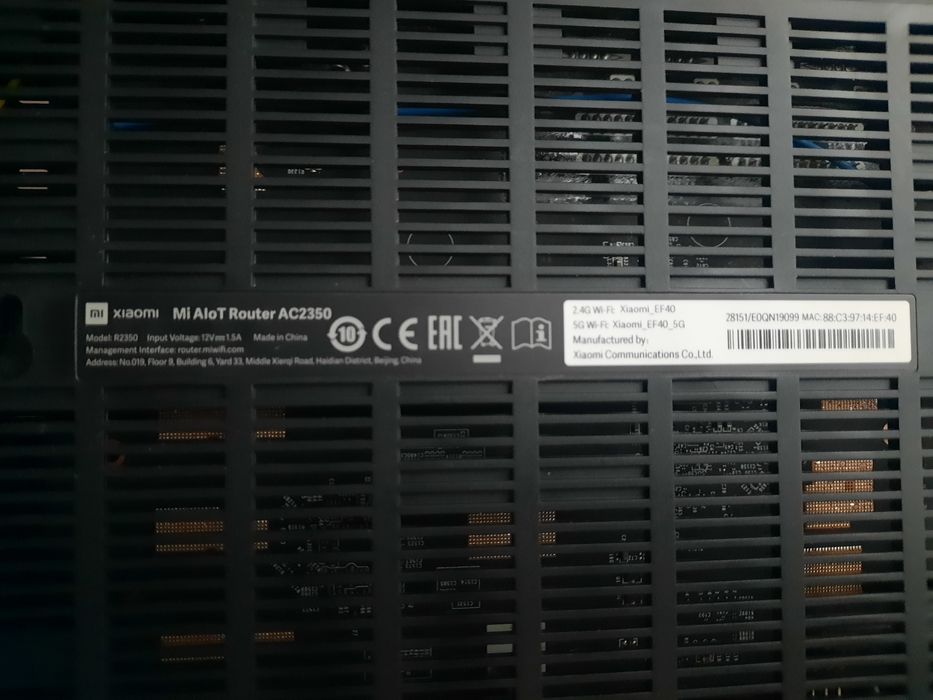 mi xiaomi Mi AIoT Router AC2350
Model: R2350 Input Voltage: 12V⎓1.5A Made in China
Management Interface: router.miwifi.com
Address: No.019, Floor 9, Building 6, Yard 33, Middle Xierqi Road, Haidian District, Beijing, China
10 CE EAC
2.4G Wi-Fi: Xiaomi_EF40
5G Wi-Fi: Xiaomi_EF40_5G
Manufactured by:
Xiaomi Communications Co.,Ltd.
28151/E0QN19099 MAC: 88:C3:97:14:EF:40